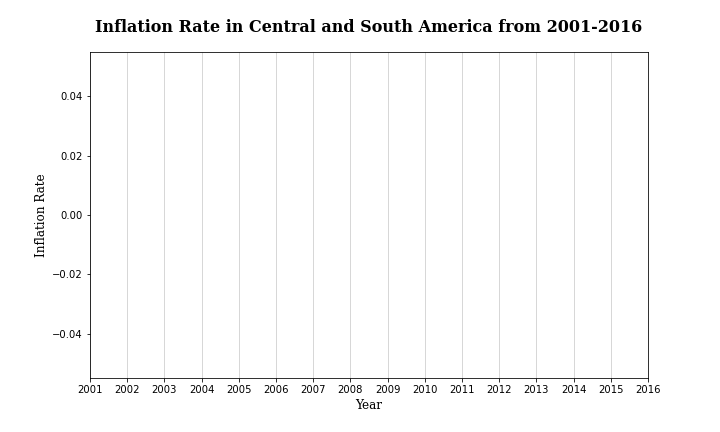 Inflation Rate in Central and South America from 2001-2016
0.04
0.02
0.00
−0.02
−0.04
Inflation Rate
2001 2002 2003 2004 2005 2006 2007 2008 2009 2010 2011 2012 2013 2014 2015 2016
Year